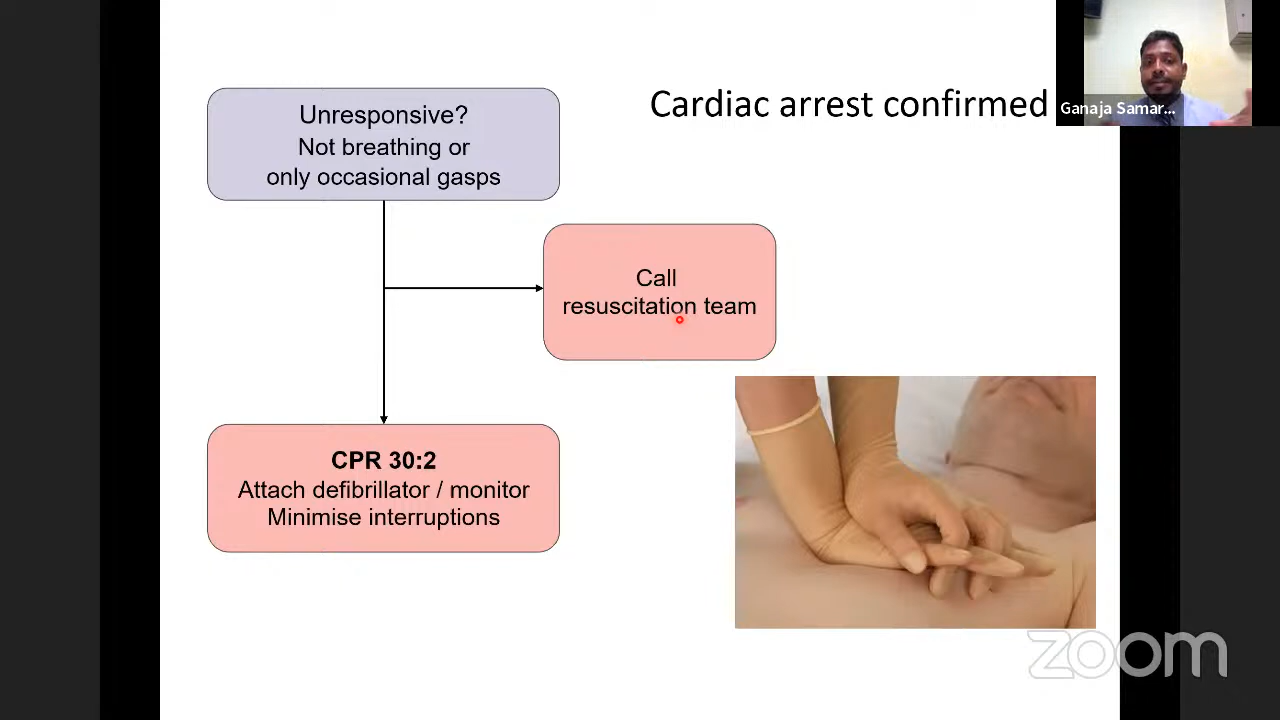 Cardiac arrest confirmed
Ganaja Samar...
Unresponsive?
Not breathing or
only occasional gasps
Call
resuscitation team
CPR 30:2
Attach defibrillator / monitor
Minimise interruptions
zoom